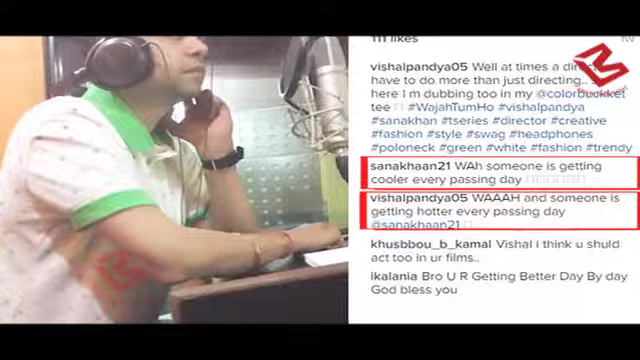 111 likes
1w
vishalpandya05 Well at times a direct
have to do more than just directing..
here I m dubbing too in my @colorbuckket
tee #WajahTumHo #vishalpandya
#sanakhan #tseries #director #creative
#fashion #style #swag #headphones
#poloneck #green #white #fashion #trendy
sanakhaan21 WAh someone is getting
cooler every passing day
vishalpandya05 WAAAH and someone is
getting hotter every passing day
@sanakhaan21
khusbbou_b_kamal Vishal i think u shuld
act too in ur films..
ikalania Bro U R Getting Better Day By day
God bless you